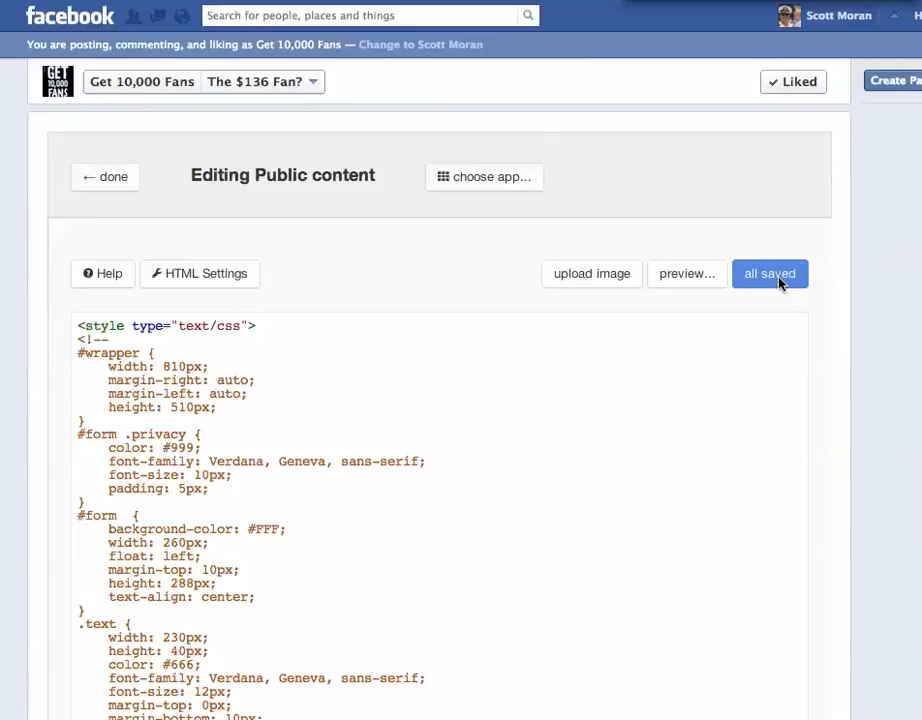 facebook
Search for people, places and things
Scott Moran
You are posting, commenting, and liking as Get 10,000 Fans — Change to Scott Moran
GET 10,000 FANS
Get 10,000 Fans
The $136 Fan?
✓ Liked
Create Pa
← done
Editing Public content
choose app...
Help
HTML Settings
upload image
preview...
all saved
<style type="text/css">
<!--
#wrapper {
    width: 810px;
    margin-right: auto;
    margin-left: auto;
    height: 510px;
}
#form .privacy {
    color: #999;
    font-family: Verdana, Geneva, sans-serif;
    font-size: 10px;
    padding: 5px;
}
#form  {
    background-color: #FFF;
    width: 260px;
    float: left;
    margin-top: 10px;
    height: 288px;
    text-align: center;
}
.text {
    width: 230px;
    height: 40px;
    color: #666;
    font-family: Verdana, Geneva, sans-serif;
    font-size: 12px;
    margin-top: 0px;
    margin-bottom: 10px;